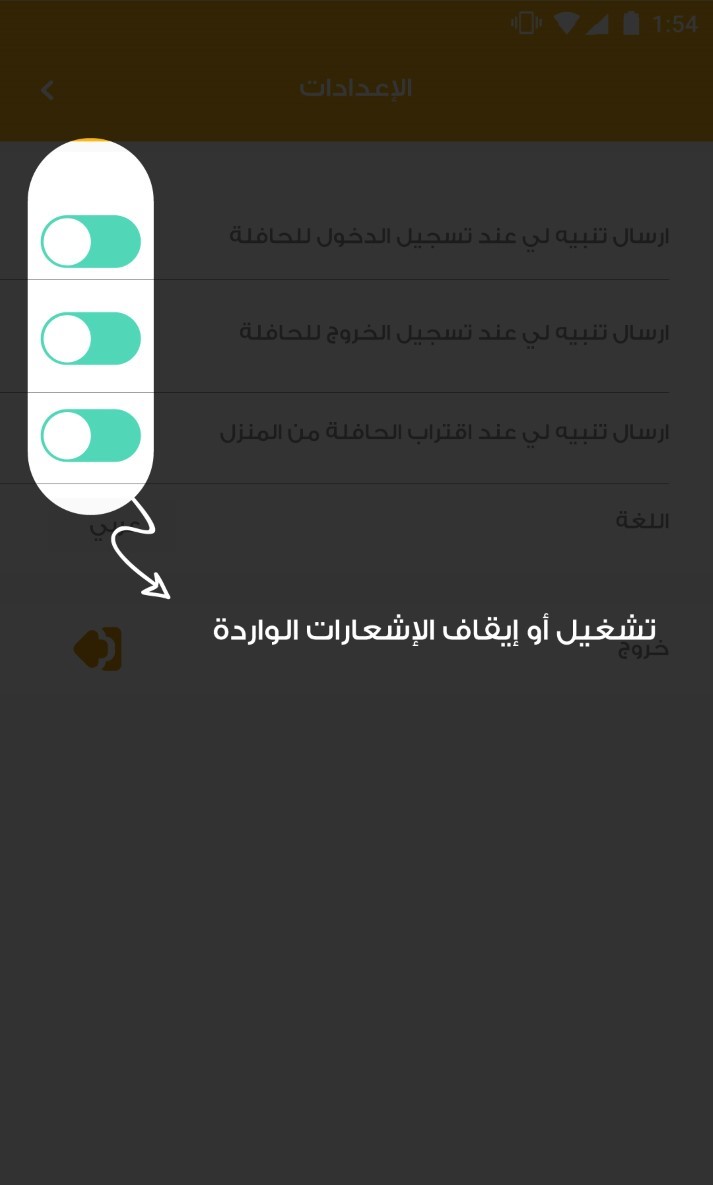 1:54
الإعدادات
ارسال تنبيه لي عند تسجيل الدخول للحافلة
ارسال تنبيه لي عند تسجيل الخروج للحافلة
ارسال تنبيه لي عند اقتراب الحافلة من المنزل
اللغة عربي
تشغيل أو إيقاف الإشعارات الواردة
خروج